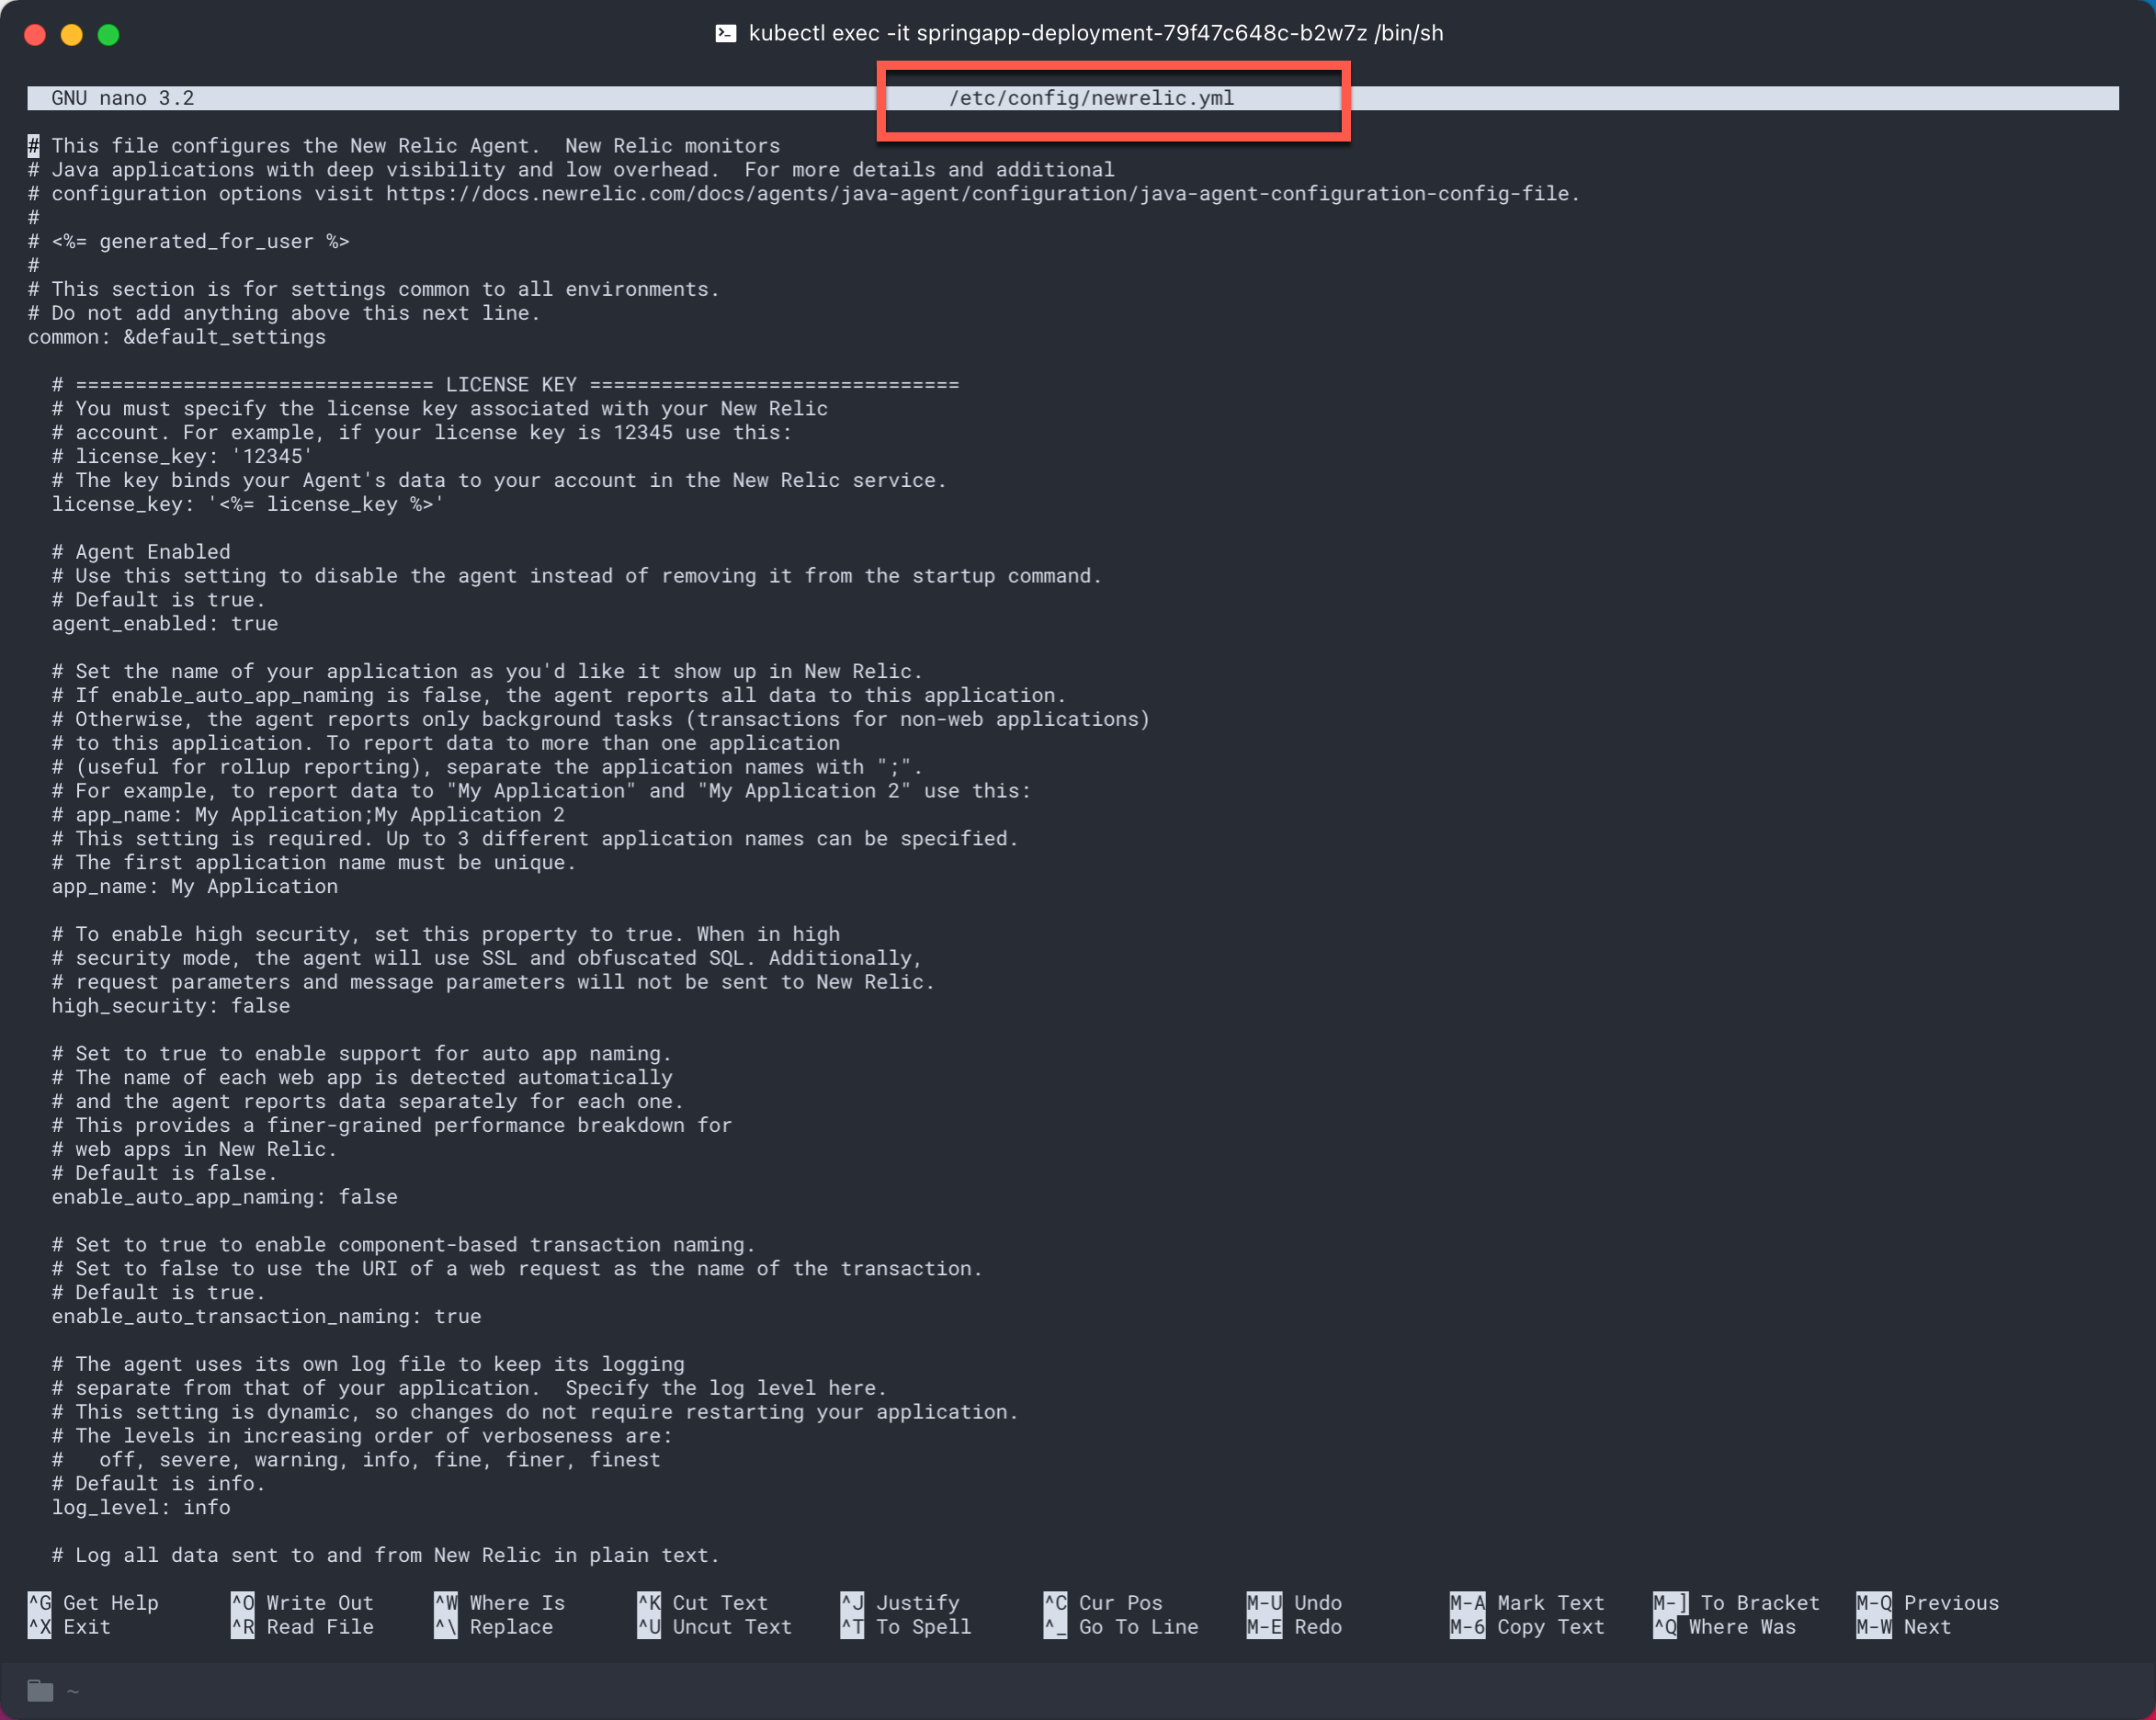 kubectl exec -it springapp-deployment-79f47c648c-b2w7z /bin/sh
GNU nano 3.2 /etc/config/newrelic.yml
# This file configures the New Relic Agent.  New Relic monitors
# Java applications with deep visibility and low overhead.  For more details and additional
# configuration options visit https://docs.newrelic.com/docs/agents/java-agent/configuration/java-agent-configuration-config-file.
#
# <%= generated_for_user %>
#
# This section is for settings common to all environments.
# Do not add anything above this next line.
common: &default_settings
# ============================== LICENSE KEY ===============================
# You must specify the license key associated with your New Relic
# account. For example, if your license key is 12345 use this:
# license_key: '12345'
# The key binds your Agent's data to your account in the New Relic service.
license_key: '<%= license_key %>'
# Agent Enabled
# Use this setting to disable the agent instead of removing it from the startup command.
# Default is true.
agent_enabled: true
# Set the name of your application as you'd like it show up in New Relic.
# If enable_auto_app_naming is false, the agent reports all data to this application.
# Otherwise, the agent reports only background tasks (transactions for non-web applications)
# to this application. To report data to more than one application
# (useful for rollup reporting), separate the application names with ";".
# For example, to report data to "My Application" and "My Application 2" use this:
# app_name: My Application;My Application 2
# This setting is required. Up to 3 different application names can be specified.
# The first application name must be unique.
app_name: My Application
# To enable high security, set this property to true. When in high
# security mode, the agent will use SSL and obfuscated SQL. Additionally,
# request parameters and message parameters will not be sent to New Relic.
high_security: false
# Set to true to enable support for auto app naming.
# The name of each web app is detected automatically
# and the agent reports data separately for each one.
# This provides a finer-grained performance breakdown for
# web apps in New Relic.
# Default is false.
enable_auto_app_naming: false
# Set to true to enable component-based transaction naming.
# Set to false to use the URI of a web request as the name of the transaction.
# Default is true.
enable_auto_transaction_naming: true
# The agent uses its own log file to keep its logging
# separate from that of your application.  Specify the log level here.
# This setting is dynamic, so changes do not require restarting your application.
# The levels in increasing order of verboseness are:
#   off, severe, warning, info, fine, finer, finest
# Default is info.
log_level: info
# Log all data sent to and from New Relic in plain text.
^G Get Help ^O Write Out ^W Where Is ^K Cut Text ^J Justify ^C Cur Pos M-U Undo M-A Mark Text M-] To Bracket M-Q Previous
^X Exit ^R Read File ^\ Replace ^U Uncut Text ^T To Spell ^_ Go To Line M-E Redo M-6 Copy Text ^Q Where Was M-W Next
~